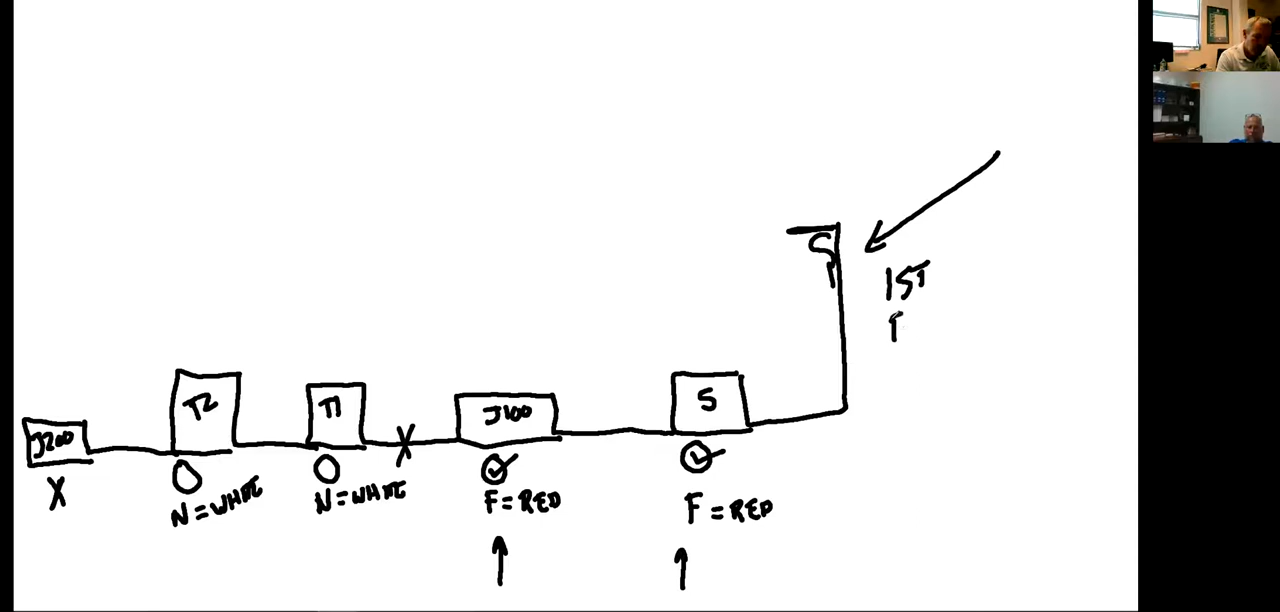 1ST
J200
T2
T1
J100
S
X
X
N = WHITE
N = WHITE
F = RED
F = RED